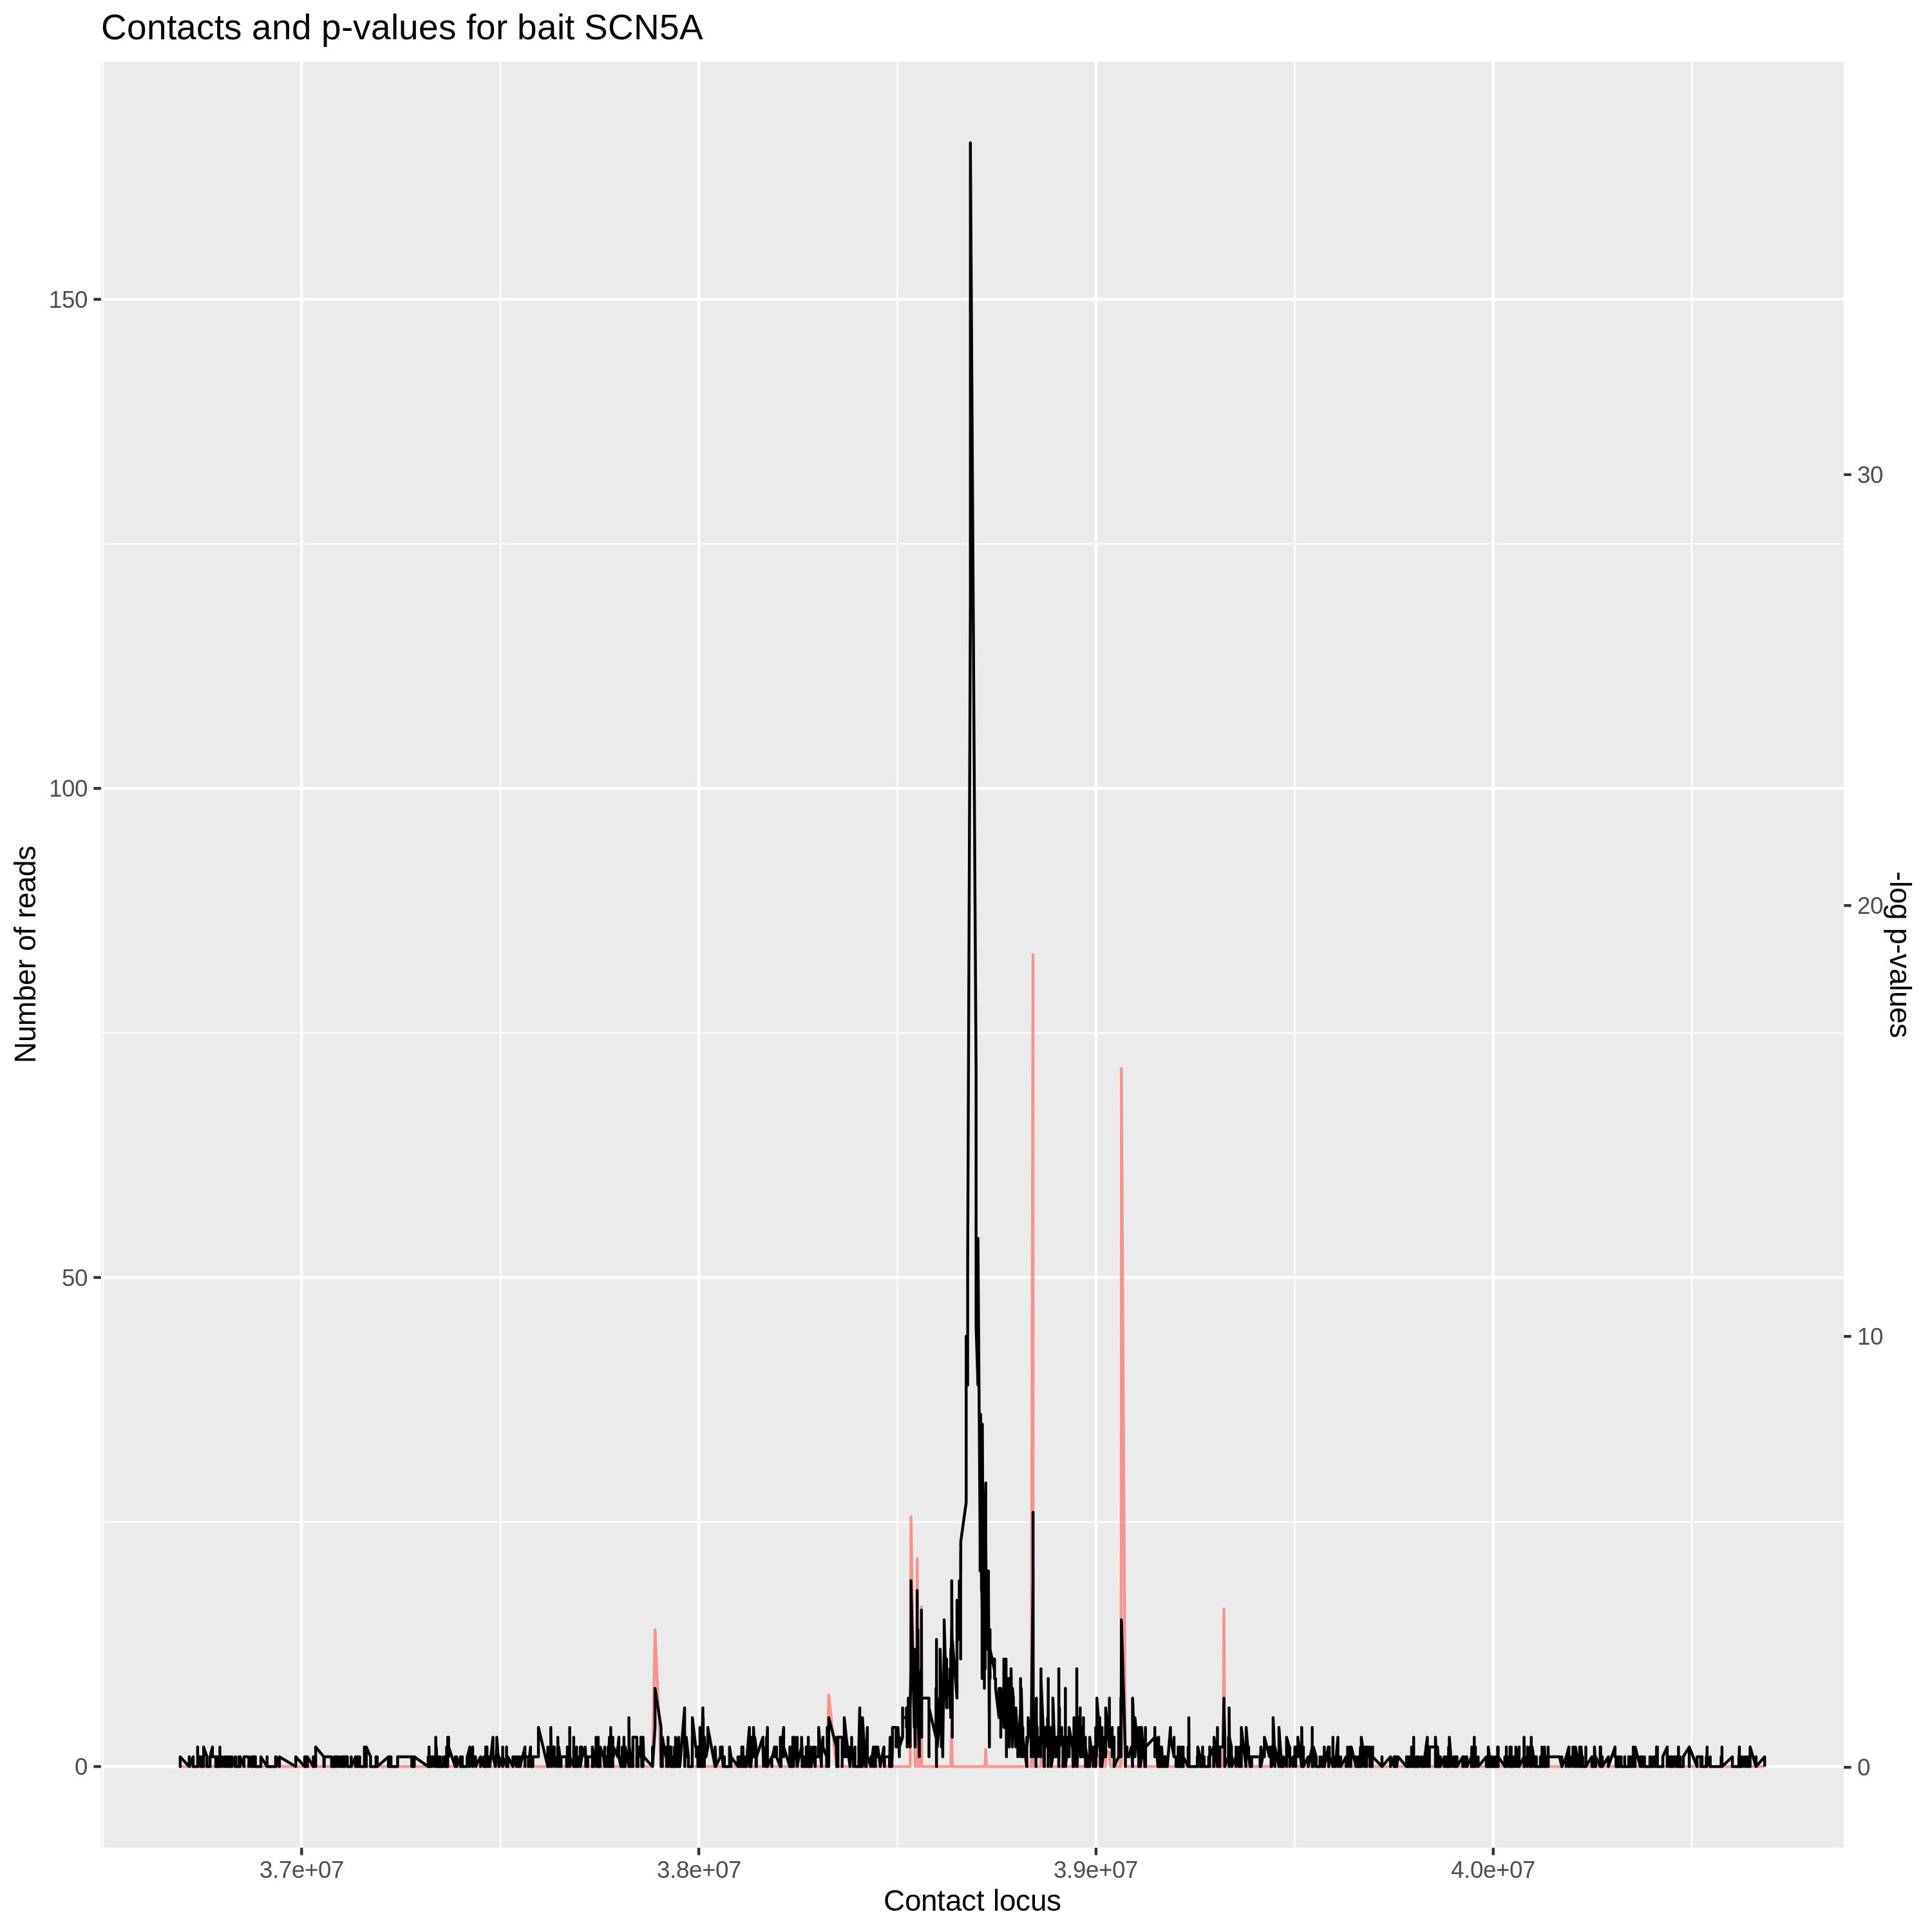 Contacts and p-values for bait SCN5A
150
100
50
0
Number of reads
30
20
10
0
-log p-values
3.7e+07
3.8e+07
3.9e+07
4.0e+07
Contact locus